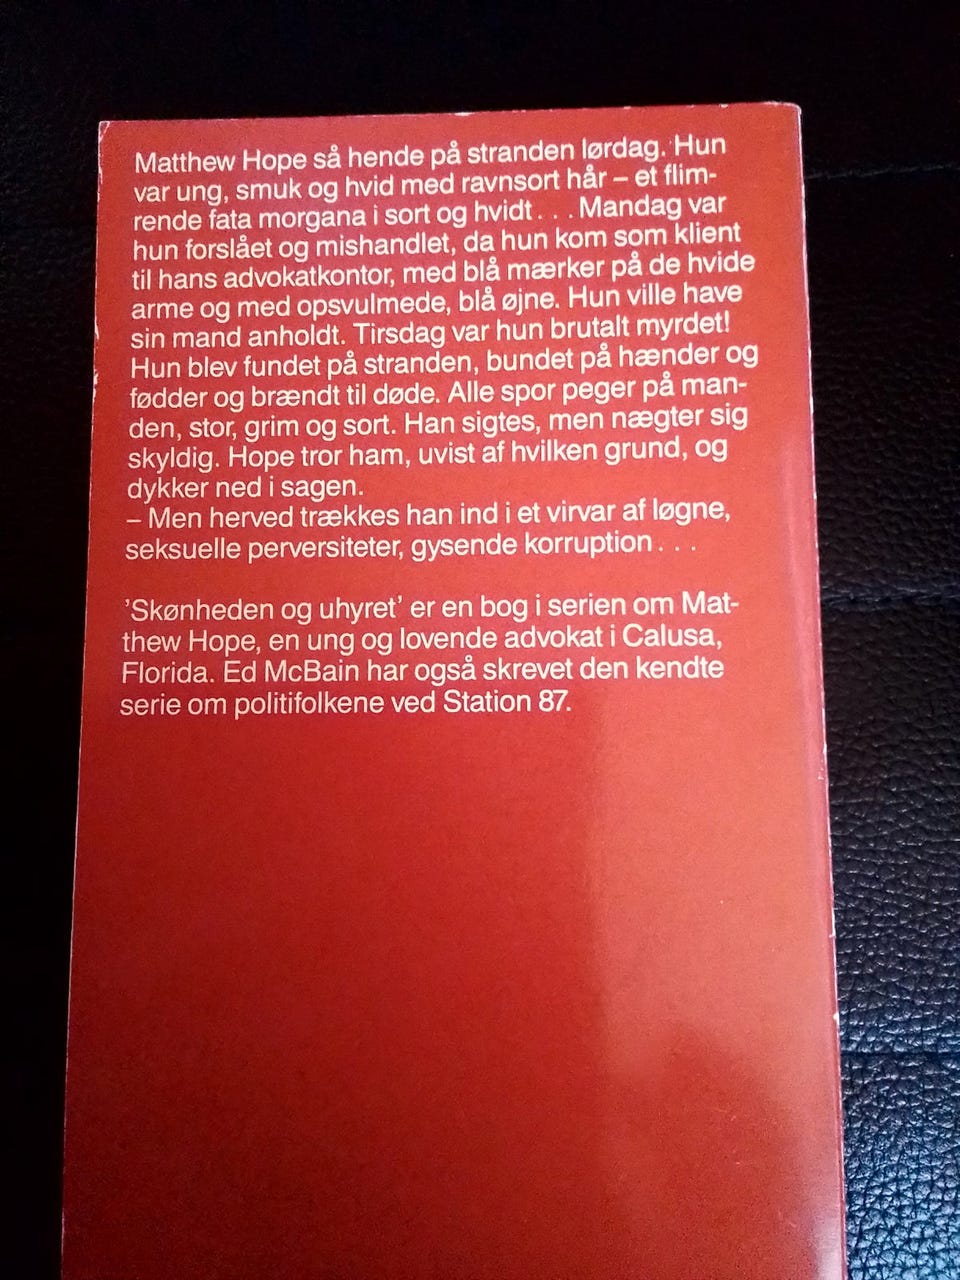 Matthew Hope så hende på stranden lørdag. Hun
var ung, smuk og hvid med ravnsort hår – et flim-
rende fata morgana i sort og hvidt . . . Mandag var
hun forslået og mishandlet, da hun kom som klient
til hans advokatkontor, med blå mærker på de hvide
arme og med opsvulmede, blå øjne. Hun ville have
sin mand anholdt. Tirsdag var hun brutalt myrdet!
Hun blev fundet på stranden, bundet på hænder og
fødder og brændt til døde. Alle spor peger på man-
den, stor, grim og sort. Han sigtes, men nægter sig
skyldig. Hope tror ham, uvist af hvilken grund, og
dykker ned i sagen.
– Men herved trækkes han ind i et virvar af løgne,
seksuelle perversiteter, gysende korruption . . .
'Skønheden og uhyret' er en bog i serien om Mat-
thew Hope, en ung og lovende advokat i Calusa,
Florida. Ed McBain har også skrevet den kendte
serie om politifolkene ved Station 87.